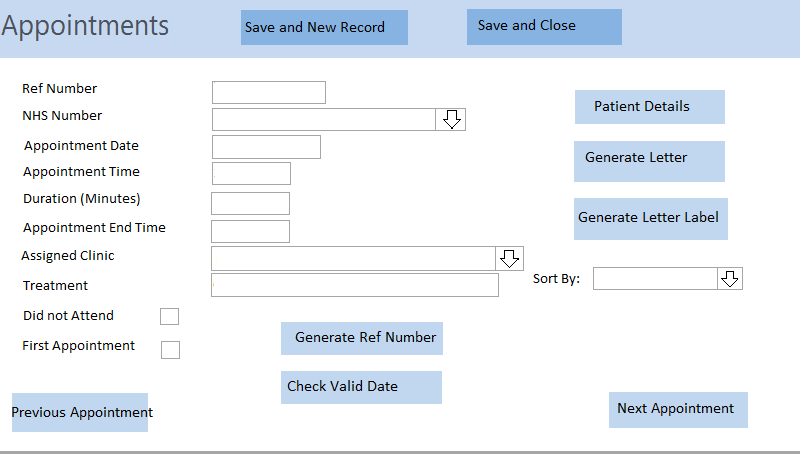 Appointments
Save and New Record
Save and Close
Ref Number
NHS Number
Patient Details
Appointment Date
Generate Letter
Appointment Time
Duration (Minutes)
Generate Letter Label
Appointment End Time
Assigned Clinic
Sort By:
Treatment
Did not Attend
Generate Ref Number
First Appointment
Check Valid Date
Previous Appointment
Next Appointment